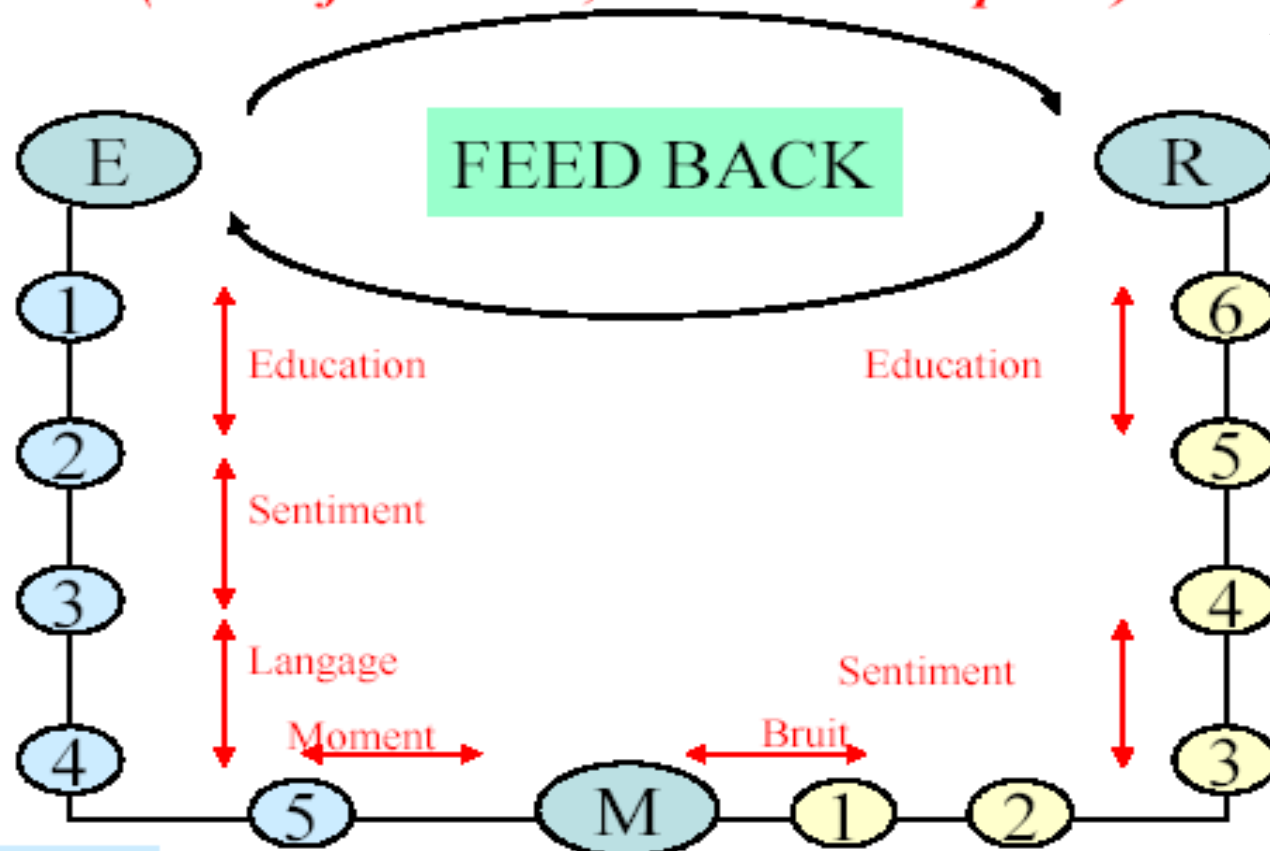 E
FEED BACK
R
1
6
Education
Education
2
5
Sentiment
3
4
Langage
Sentiment
Moment
Bruit
4
3
5
M
1
2